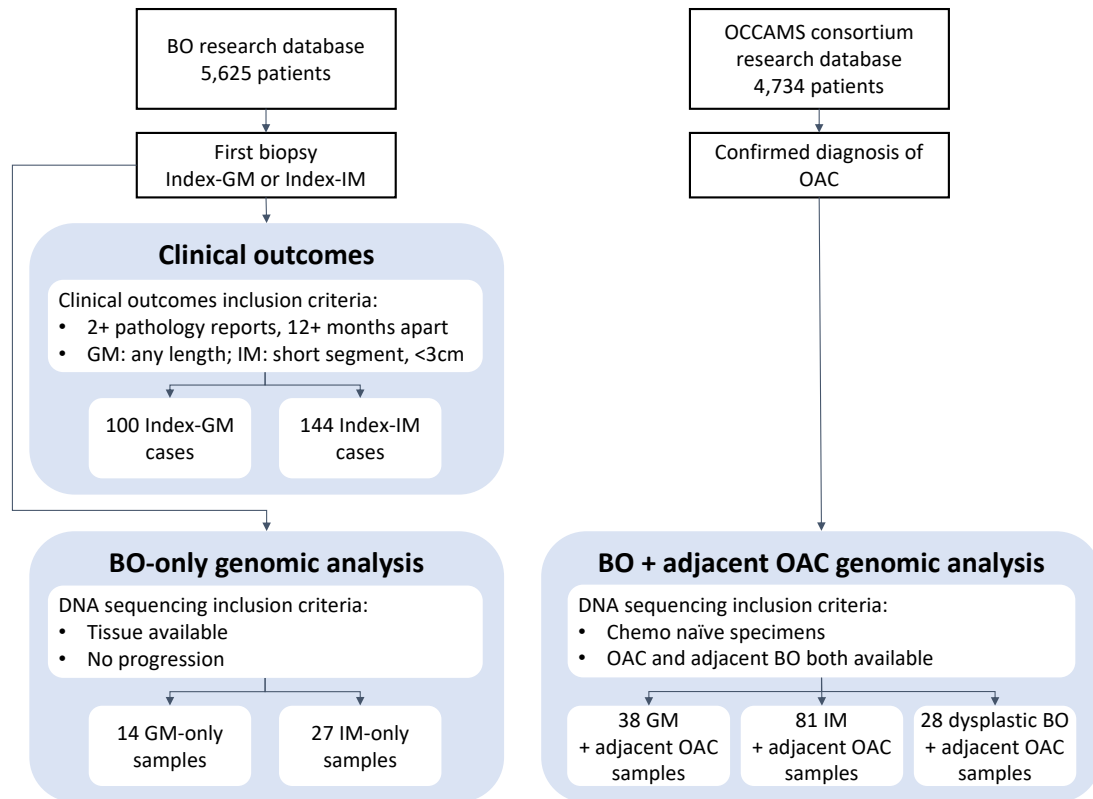 BO research database
5,625 patients
OCCAMS consortium
research database
4,734 patients
First biopsy
Index-GM or Index-IM
Confirmed diagnosis of
OAC
Clinical outcomes
Clinical outcomes inclusion criteria:
• 2+ pathology reports, 12+ months apart
• GM: any length; IM: short segment, <3cm
100 Index-GM
cases
144 Index-IM
cases
BO-only genomic analysis
DNA sequencing inclusion criteria:
• Tissue available
• No progression
14 GM-only
samples
27 IM-only
samples
BO + adjacent OAC genomic analysis
DNA sequencing inclusion criteria:
• Chemo naïve specimens
• OAC and adjacent BO both available
38 GM
+ adjacent OAC
samples
81 IM
+ adjacent OAC
samples
28 dysplastic BO
+ adjacent OAC
samples